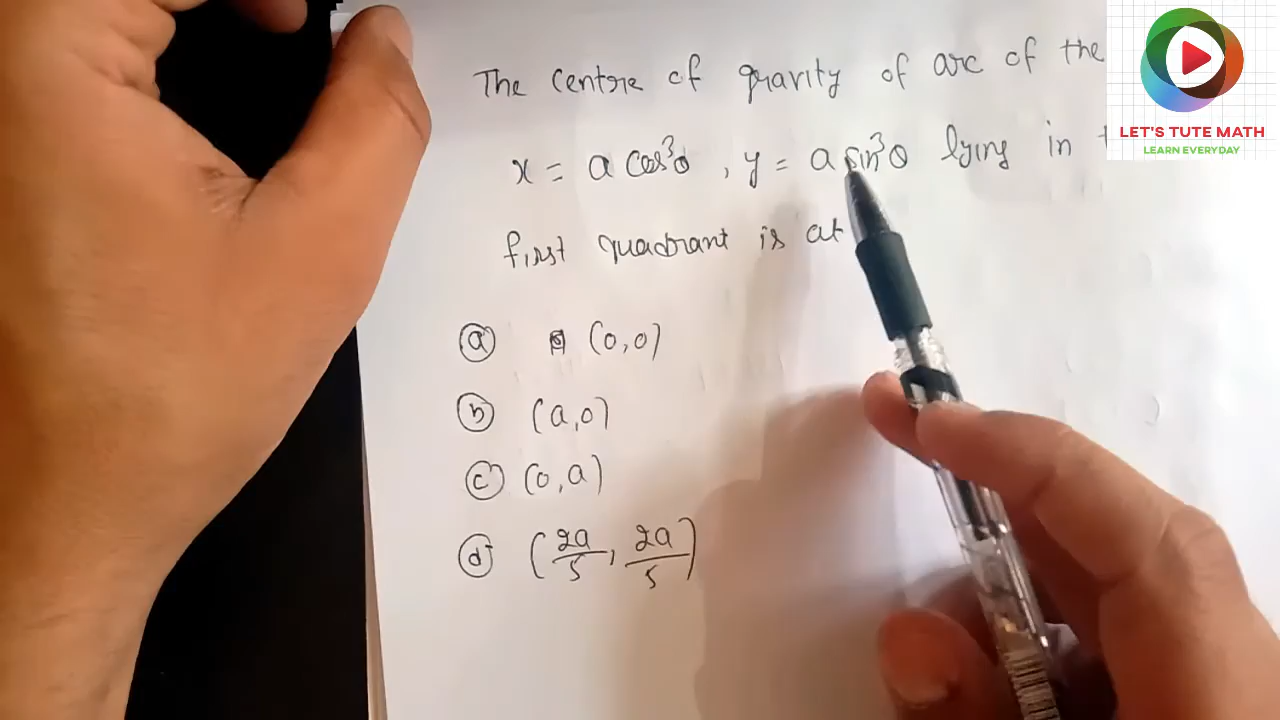 The centre of gravity of arc of the
x = a cos³θ , y = a sin³θ lying in
first quadrant is at
(a) (0,0)
(b) (a,0)
(c) (0,a)
(d) (2a/5, 2a/5)
LET'S TUTE MATH
LEARN EVERYDAY